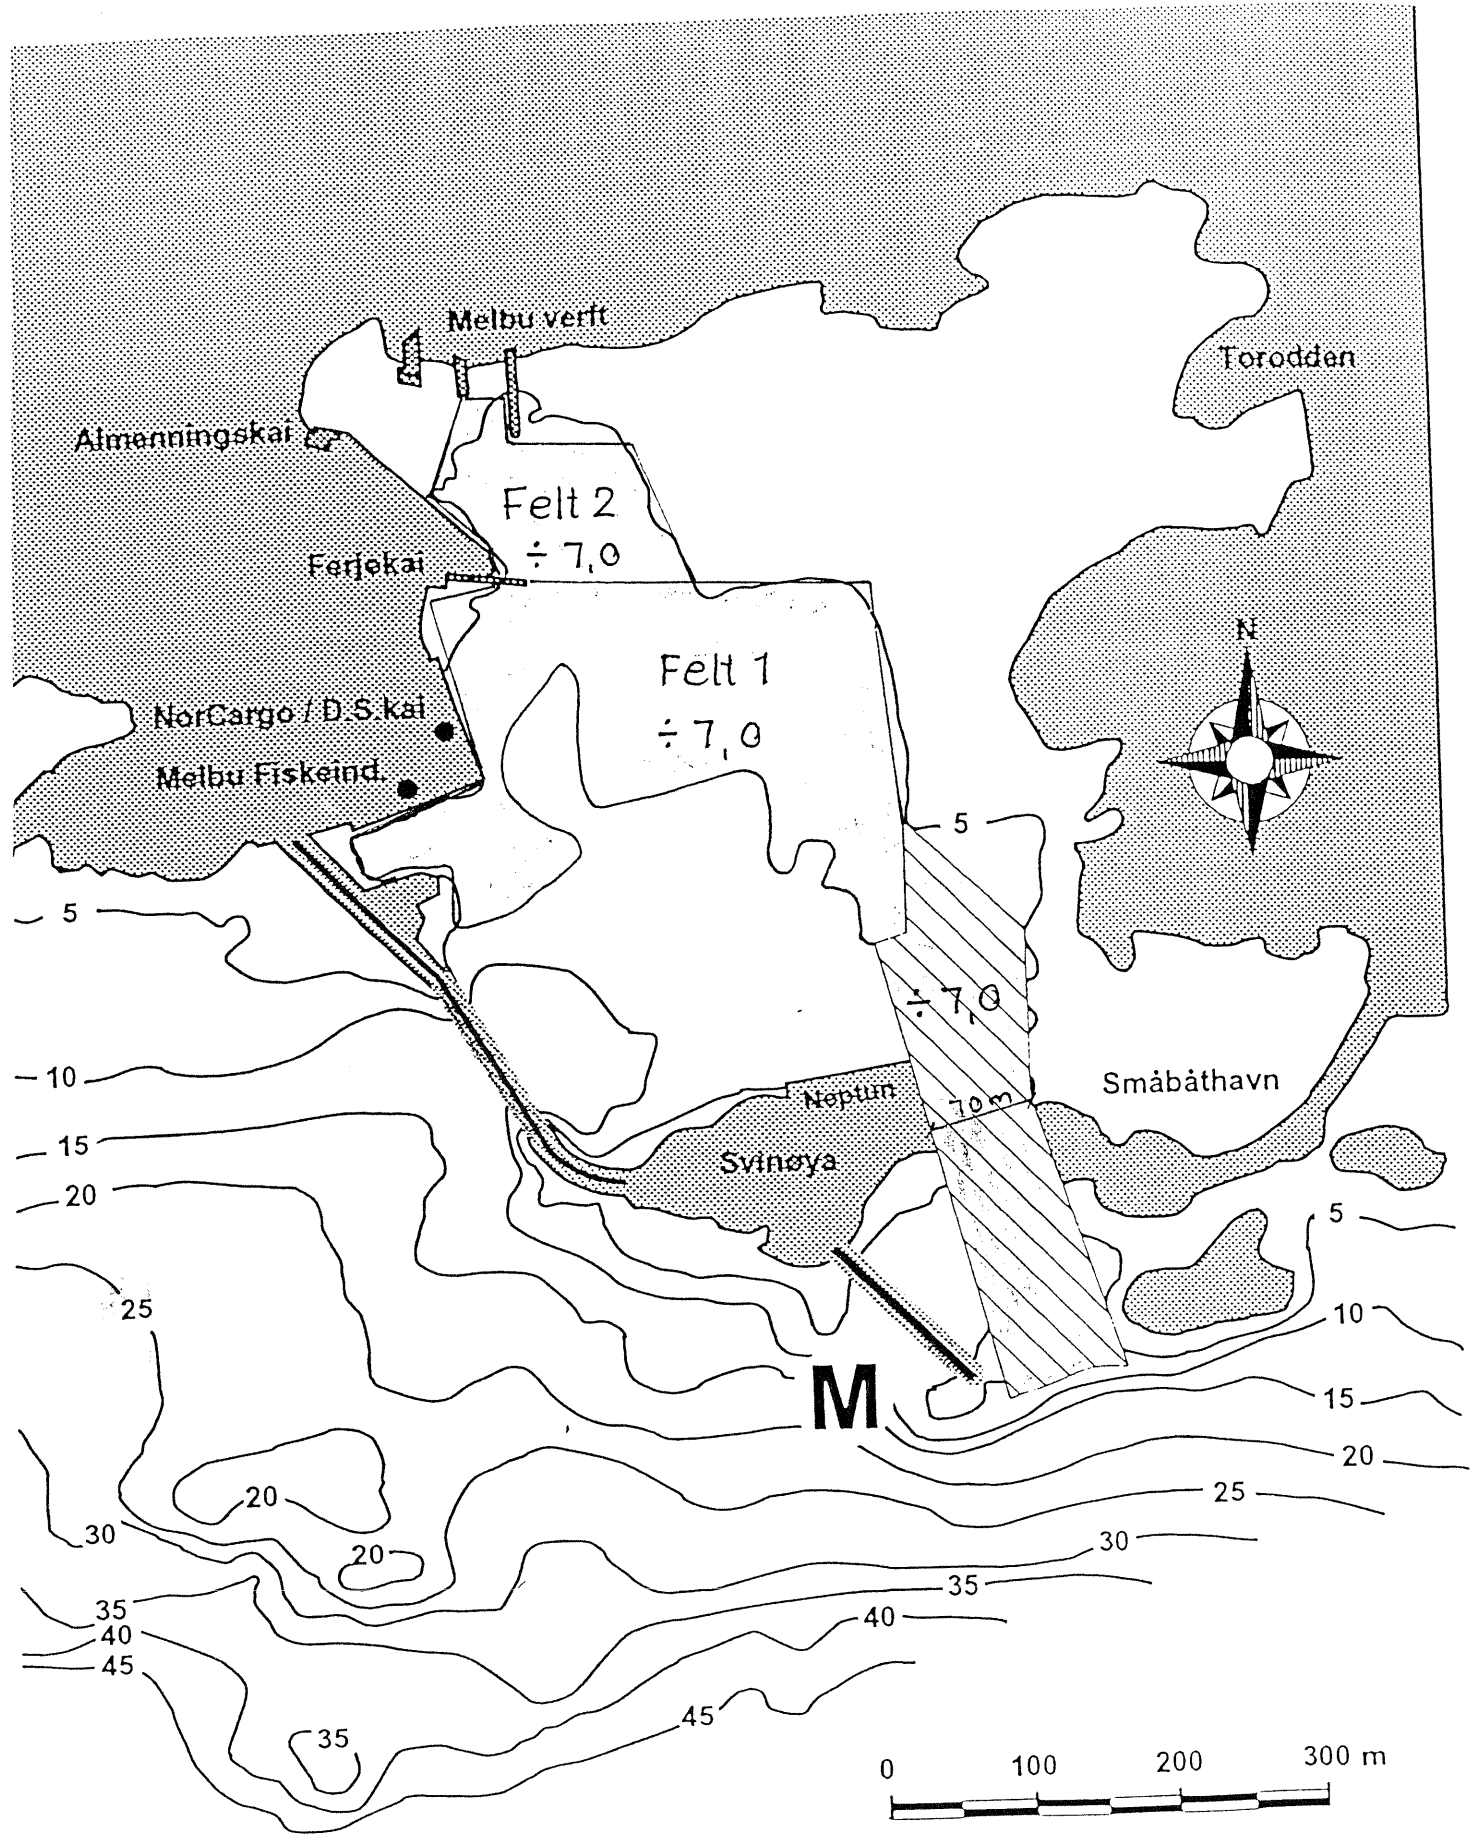 Melbu verft
Torodden
Almenningskai
Felt 2
÷ 7,0
Ferjekai
N
Felt 1
÷ 7,0
NorCargo / D.S.kai
Melbu Fiskeind.
5
5
÷ 7,0
10
Småbåthavn
Neptun
70 m
15
Svinøya
20
5
25
10
M
15
20
20
25
30
30
20
35
35
40
40
45
45
35
0 100 200 300 m